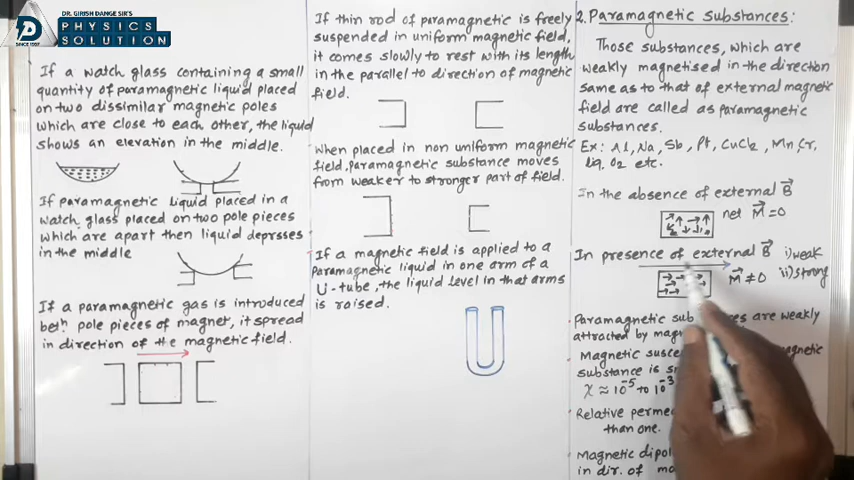 DR. GIRISH DANGE SIR'S
PHYSICS
SOLUTION
SINCE 1997
If a watch glass containing a small
quantity of paramagnetic liquid placed
on two dissimilar magnetic poles
which are close to each other, the liquid
shows an elevation in the middle.
If paramagnetic Liquid placed in a
watch glass placed on two pole pieces
which are apart then liquid deprsses
in the middle
If a paramagnetic gas is introduced
betn pole pieces of magnet, it spread
in direction of the magnetic field.
If thin rod of paramagnetic is freely
suspended in uniform magnetic field,
it comes slowly to rest with its length
in the parallel to direction of magnetic
field.
When placed in non uniform magnetic
field, paramagnetic substance moves
from weaker to stronger part of field.
If a magnetic field is applied to a
Paramagnetic liquid in one arm of a
U-tube, the liquid level in that arms
is roised.
2. Paramagnetic Substances:
Those substances, which are
weakly magnetised in the direction
same as to that of external magnetic
field are called as paramagnetic
substances.
Ex: Al, Na, Sb, Pt, CuCl2, Mn, Cr,
Liq. O2 etc.
In the absence of external B⃗
net M⃗=0
In presence of external B⃗ i) weak
ii) strong
M⃗ ≠ 0
Paramagnetic are weakly
attracted by
Magnetic
substance is
χ ≈ 10⁻⁵ to 10⁻³
Relative
than one.
Magnetic
in dir. of